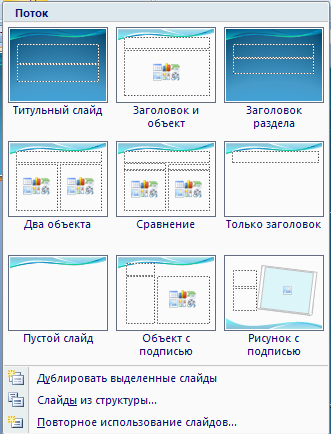 Поток
Титульный слайд
Заголовок и объект
Заголовок раздела
Два объекта
Сравнение
Только заголовок
Пустой слайд
Объект с подписью
Рисунок с подписью
Дублировать выделенные слайды
Слайды из структуры...
Повторное использование слайдов...